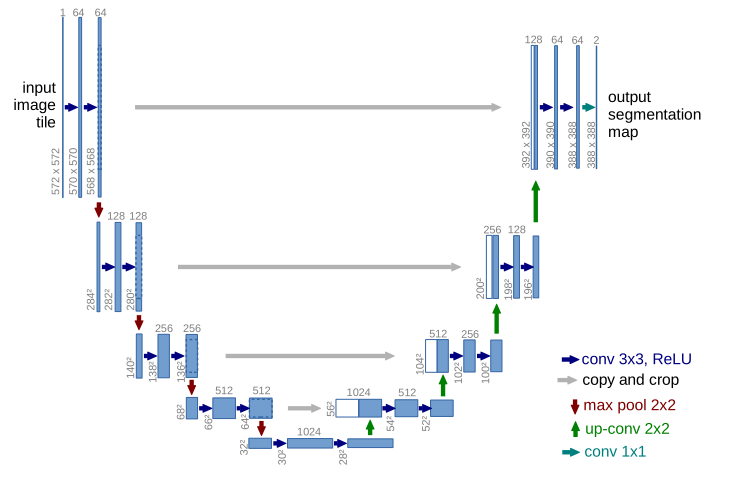 1 64 64
128 64 64 2
input
image
tile
output
segmentation
map
572 x 572
570 x 570
568 x 568
392 x 392
390 x 390
388 x 388
388 x 388
128 128
256 128
284²
282²
280²
200²
198²
196²
256 256
512 256
140²
138²
136²
104²
102²
100²
512 512
1024 512
68²
66²
64²
56²
54²
52²
1024
32²
30²
28²
conv 3x3, ReLU
copy and crop
max pool 2x2
up-conv 2x2
conv 1x1